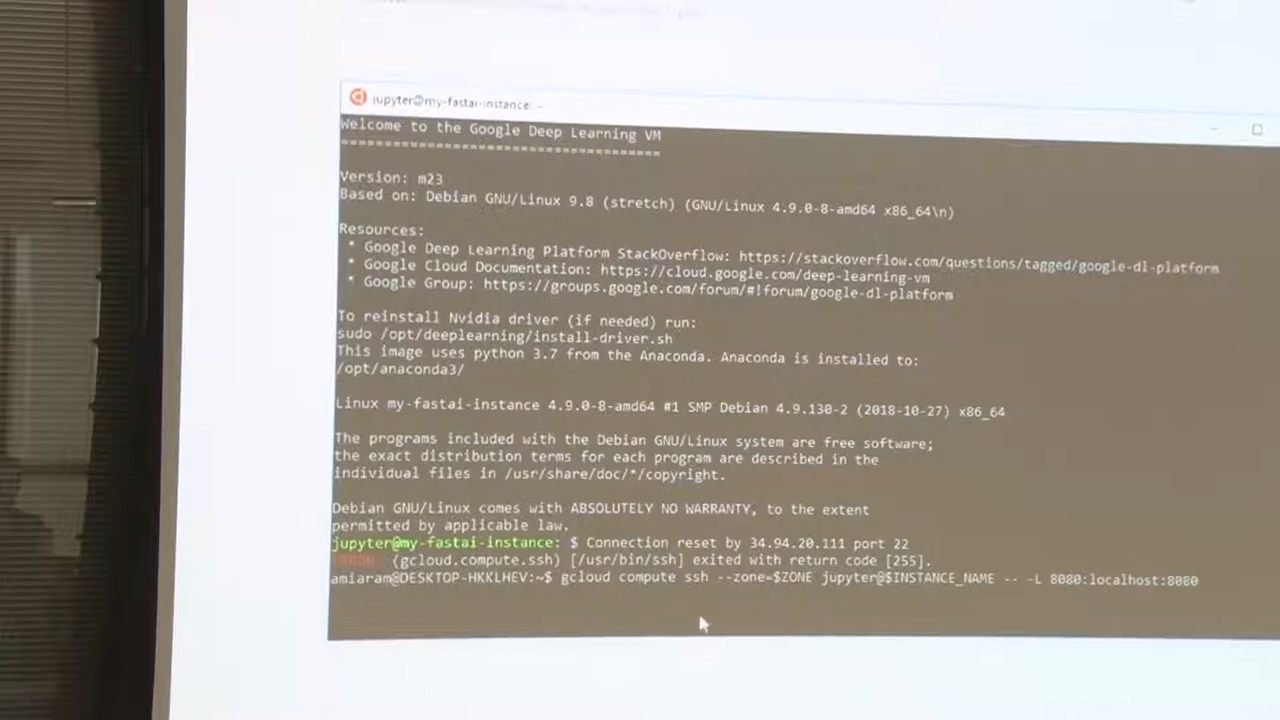 jupyter@my-fastai-instance: ~
Welcome to the Google Deep Learning VM
=====================================
Version: m23
Based on: Debian GNU/Linux 9.8 (stretch) (GNU/Linux 4.9.0-8-amd64 x86_64\n)
Resources:
* Google Deep Learning Platform StackOverflow: https://stackoverflow.com/questions/tagged/google-dl-platform
* Google Cloud Documentation: https://cloud.google.com/deep-learning-vm
* Google Group: https://groups.google.com/forum/#!forum/google-dl-platform
To reinstall Nvidia driver (if needed) run:
sudo /opt/deeplearning/install-driver.sh
This image uses python 3.7 from the Anaconda. Anaconda is installed to:
/opt/anaconda3/
Linux my-fastai-instance 4.9.0-8-amd64 #1 SMP Debian 4.9.130-2 (2018-10-27) x86_64
The programs included with the Debian GNU/Linux system are free software;
the exact distribution terms for each program are described in the
individual files in /usr/share/doc/*/copyright.
Debian GNU/Linux comes with ABSOLUTELY NO WARRANTY, to the extent
permitted by applicable law.
jupyter@my-fastai-instance: $ Connection reset by 34.94.20.111 port 22
(gcloud.compute.ssh) [/usr/bin/ssh] exited with return code [255].
amiaram@DESKTOP-HKKLHEV:~$ gcloud compute ssh --zone=$ZONE jupyter@$INSTANCE_NAME -- -L 8080:localhost:8080